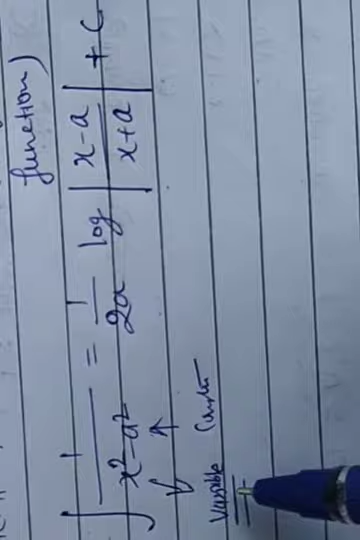 function)
∫ 1/(x²-a²) = 1/2a log |x-a/x+a| + C
Variable